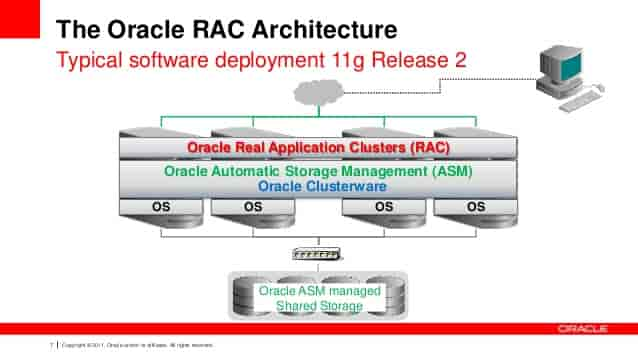 The Oracle RAC Architecture
Typical software deployment 11g Release 2
Oracle Real Application Clusters (RAC)
Oracle Automatic Storage Management (ASM)
Oracle Clusterware
OS OS OS OS
Oracle ASM managed
Shared Storage
ORACLE
7 Copyright © 2011, Oracle and/or its affiliates. All rights reserved.